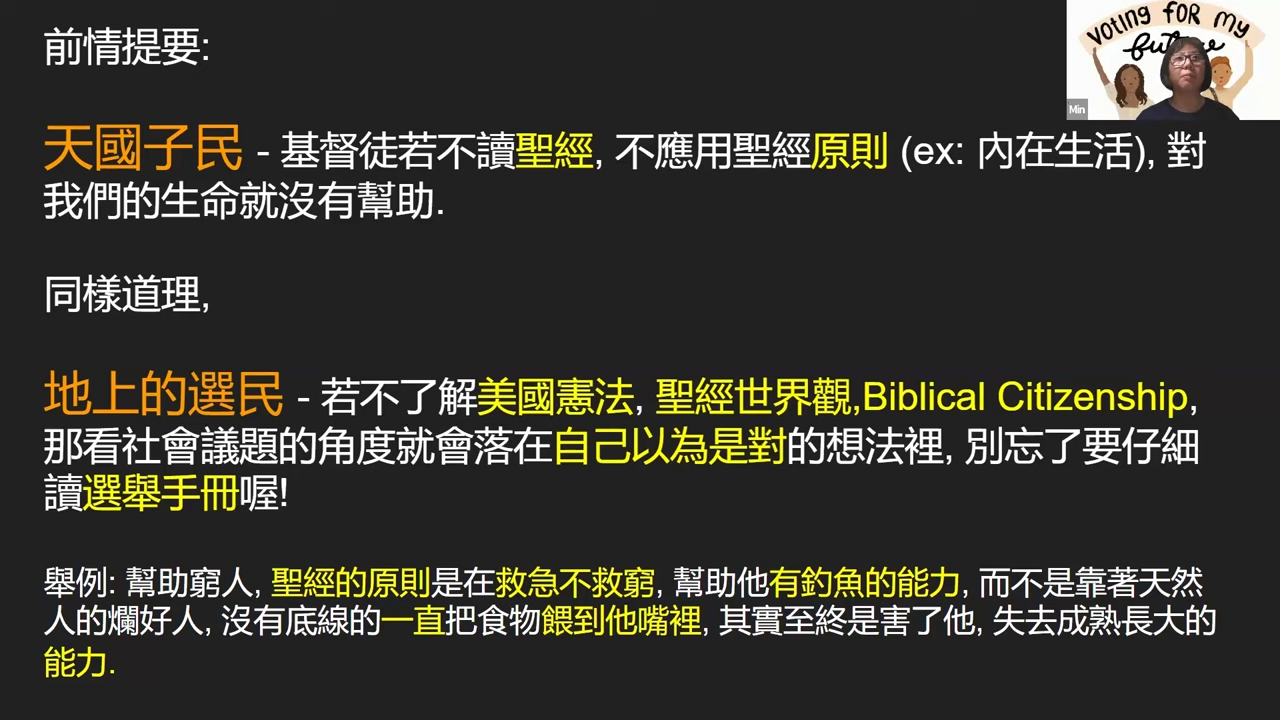 前情提要:
VOTING FOR MY
future
Min
天國子民 - 基督徒若不讀聖經, 不應用聖經原則 (ex: 內在生活), 對
我們的生命就沒有幫助.
同樣道理,
地上的選民 - 若不了解美國憲法, 聖經世界觀,Biblical Citizenship,
那看社會議題的角度就會落在自己以為是對的想法裡, 別忘了要仔細
讀選舉手冊喔!
舉例: 幫助窮人, 聖經的原則是在救急不救窮, 幫助他有釣魚的能力, 而不是靠著天然
人的爛好人, 沒有底線的一直把食物餵到他嘴裡, 其實至終是害了他, 失去成熟長大的
能力.